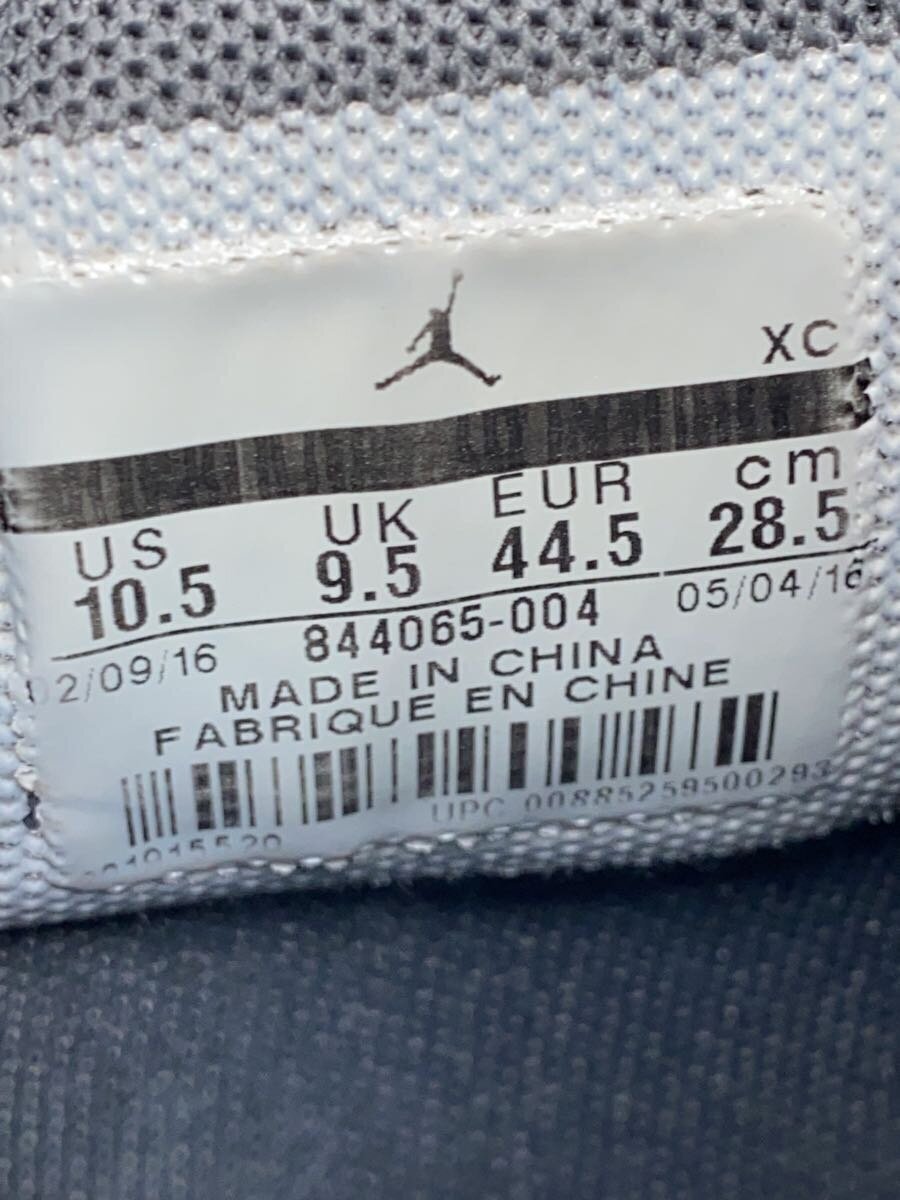 XC
US UK EUR cm
10.5 9.5 44.5 28.5
02/09/16 844065-004 05/04/16
MADE IN CHINA
FABRIQUE EN CHINE
UPC 00885259500293